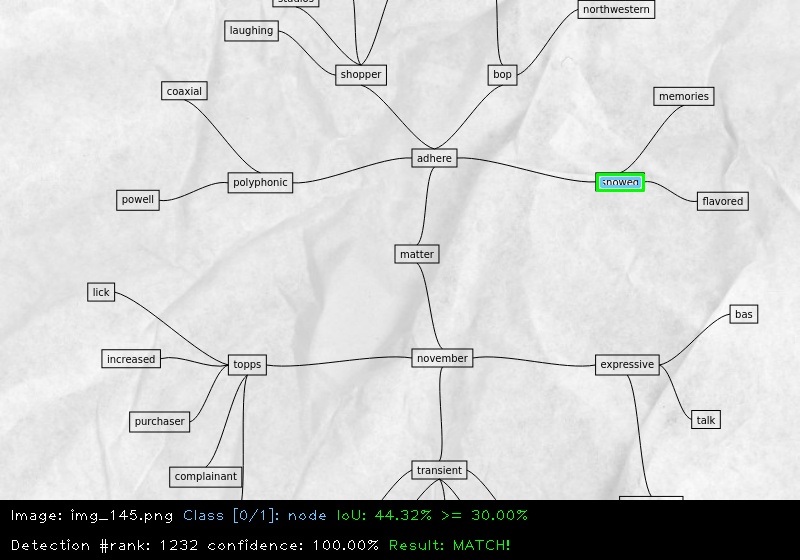 northwestern
laughing
shopper
bop
coaxial
memories
adhere
polyphonic
powell
flavored
matter
lick
bas
increased
topps
november
expressive
purchaser
talk
complainant
transient
Image: img_145.png Class [0/1]: node IoU: 44.32% >= 30.00%
Detection #rank: 1232 confidence: 100.00% Result: MATCH!